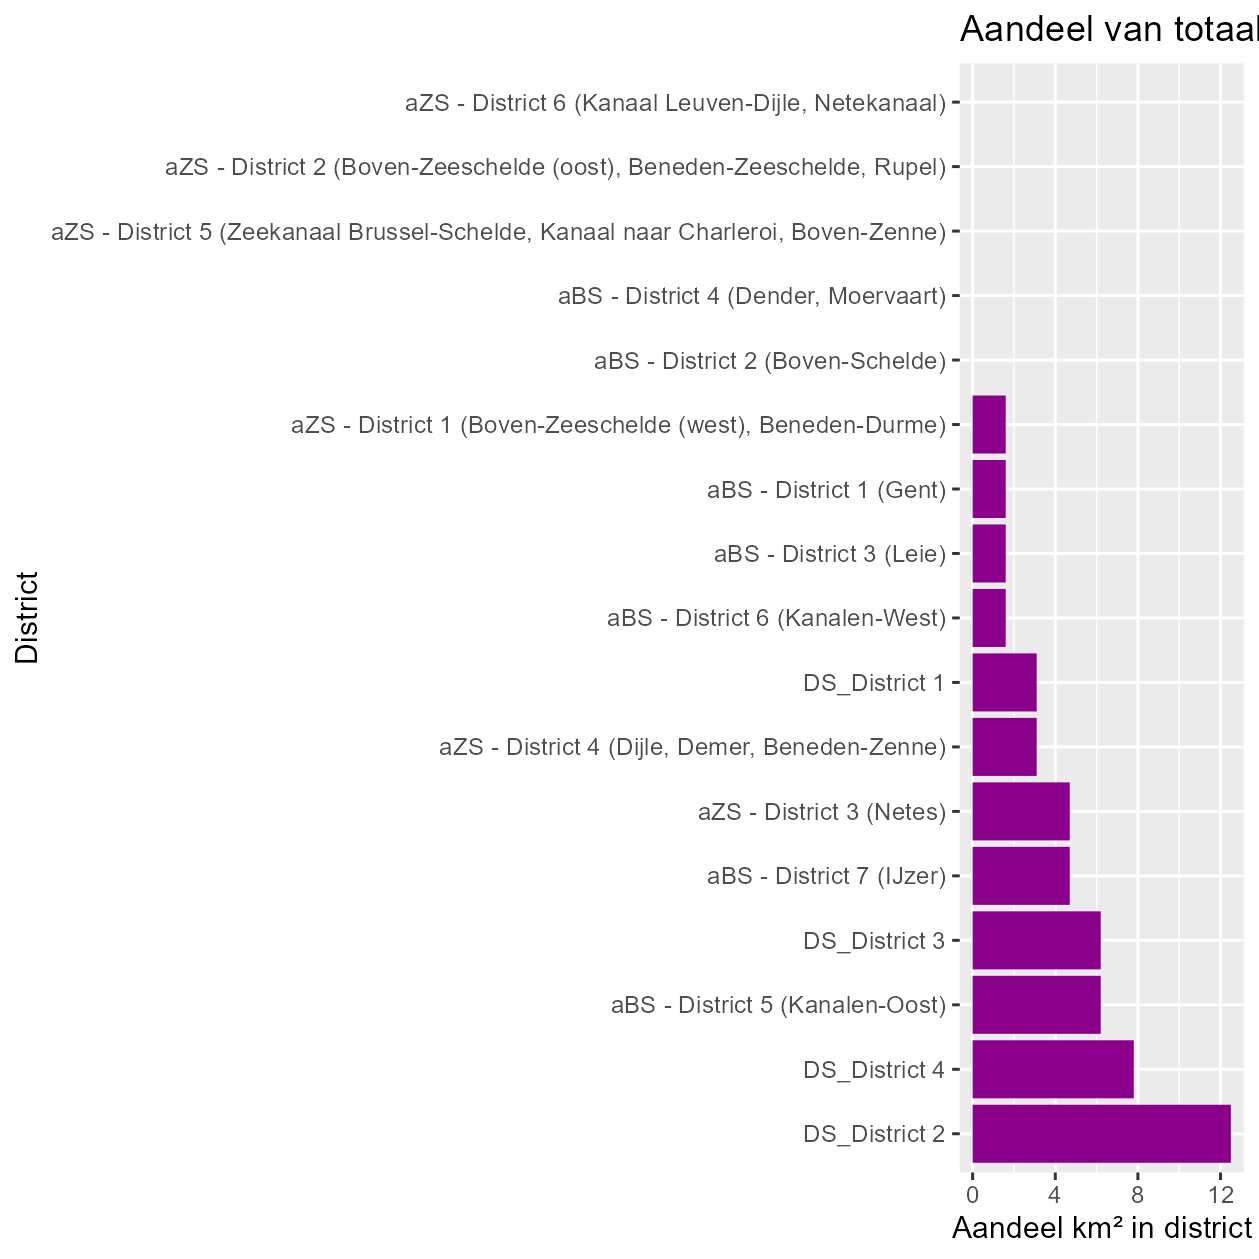 Aandeel van totaal
aZS - District 6 (Kanaal Leuven-Dijle, Netekanaal)
aZS - District 2 (Boven-Zeeschelde (oost), Beneden-Zeeschelde, Rupel)
aZS - District 5 (Zeekanaal Brussel-Schelde, Kanaal naar Charleroi, Boven-Zenne)
aBS - District 4 (Dender, Moervaart)
aBS - District 2 (Boven-Schelde)
aZS - District 1 (Boven-Zeeschelde (west), Beneden-Durme)
aBS - District 1 (Gent)
aBS - District 3 (Leie)
aBS - District 6 (Kanalen-West)
DS_District 1
aZS - District 4 (Dijle, Demer, Beneden-Zenne)
aZS - District 3 (Netes)
aBS - District 7 (IJzer)
DS_District 3
aBS - District 5 (Kanalen-Oost)
DS_District 4
DS_District 2
District
0 4 8 12
Aandeel km² in district